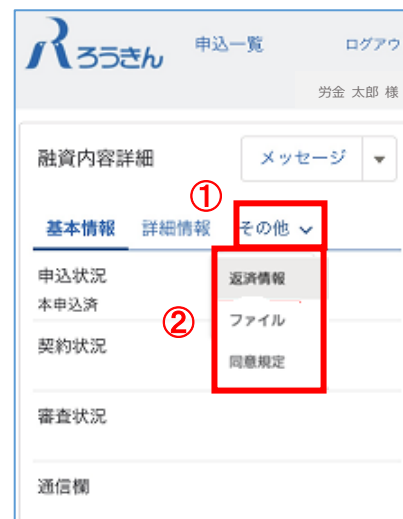 ろうきん 申込一覧 ログアウ
労金 太郎 様
融資内容詳細 メッセージ
①
基本情報 詳細情報 その他
申込状況 返済情報
本申込済
② ファイル
契約状況
同意規定
審査状況
通信欄